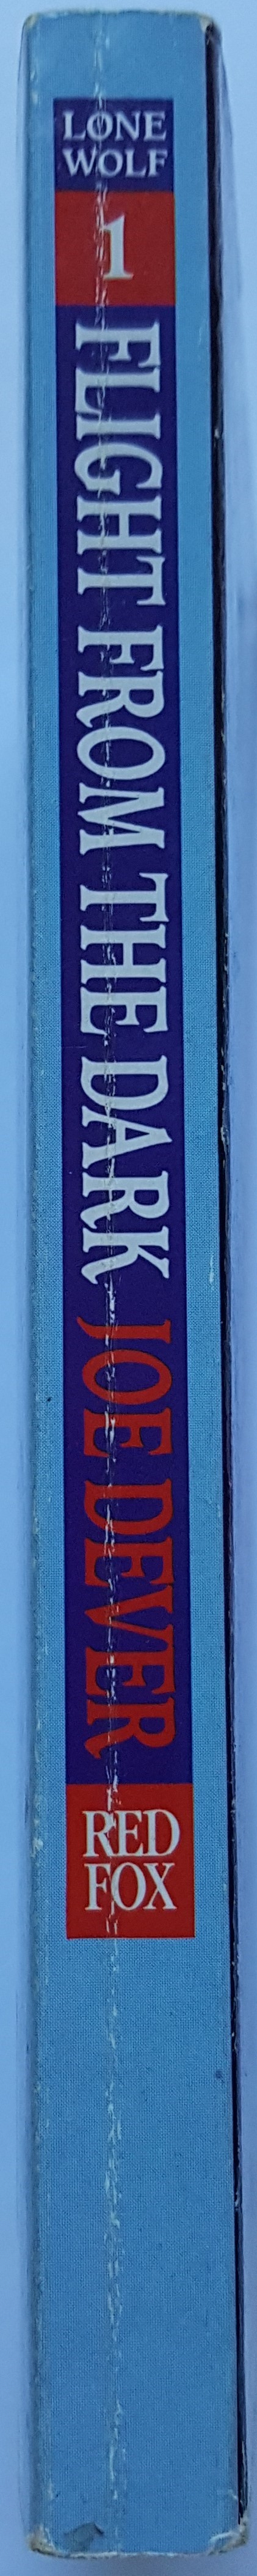 LONE
WOLF
1
FLIGHT FROM THE DARK JOE DEVER
RED
FOX